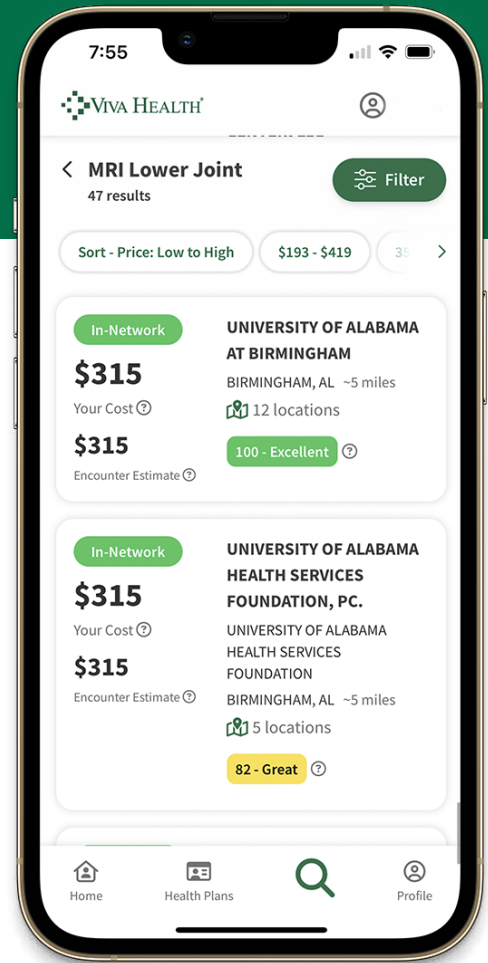 7:55
VIVA HEALTH
MRI Lower Joint
47 results
Filter
Sort - Price: Low to High
$193 - $419
35
In-Network
$315
Your Cost
$315
Encounter Estimate
UNIVERSITY OF ALABAMA
AT BIRMINGHAM
BIRMINGHAM, AL ~5 miles
12 locations
100 - Excellent
In-Network
$315
Your Cost
$315
Encounter Estimate
UNIVERSITY OF ALABAMA
HEALTH SERVICES
FOUNDATION, PC.
UNIVERSITY OF ALABAMA
HEALTH SERVICES
FOUNDATION
BIRMINGHAM, AL ~5 miles
5 locations
82 - Great
Home
Health Plans
Profile